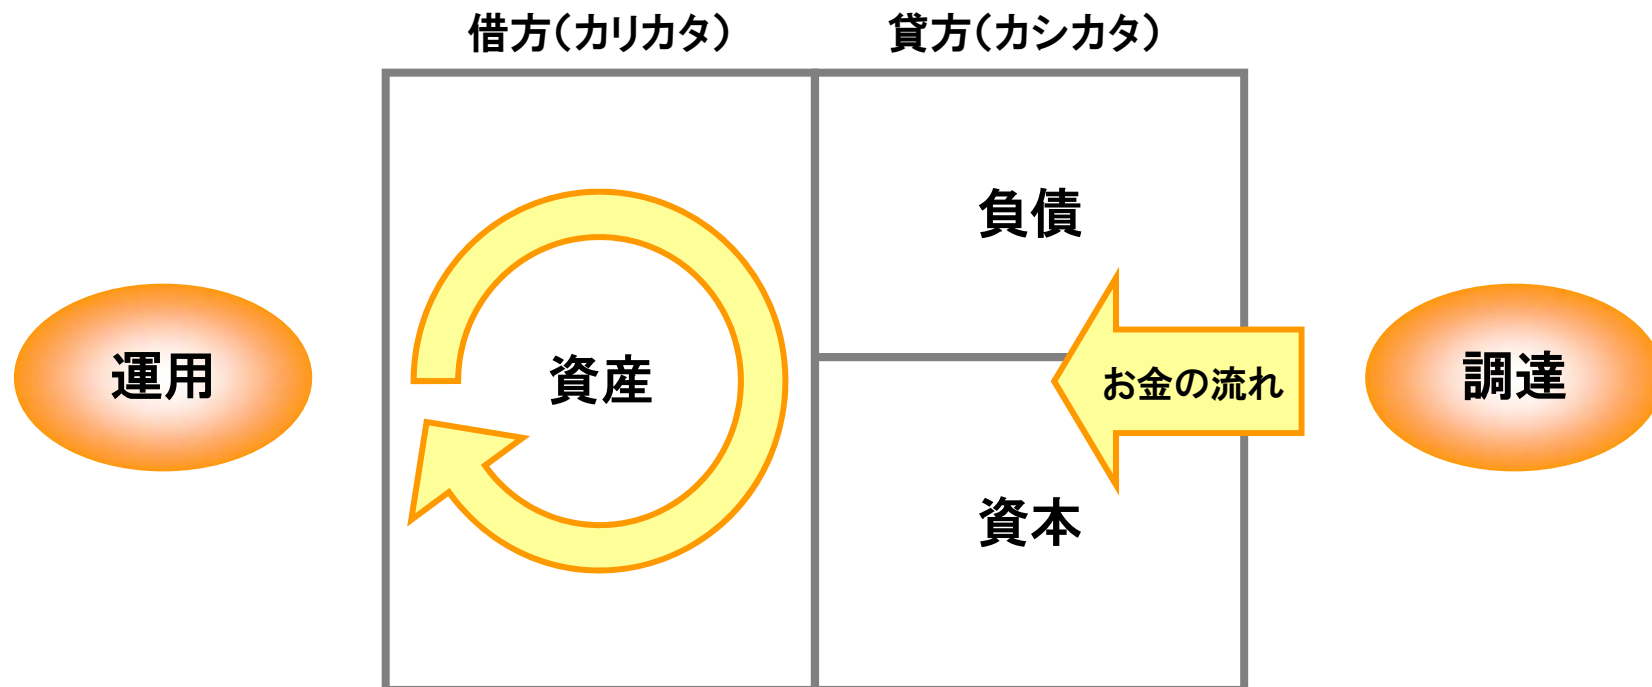 借方（カリカタ）
貸方（カシカタ）
負債
運用
資産
お金の流れ
調達
資本